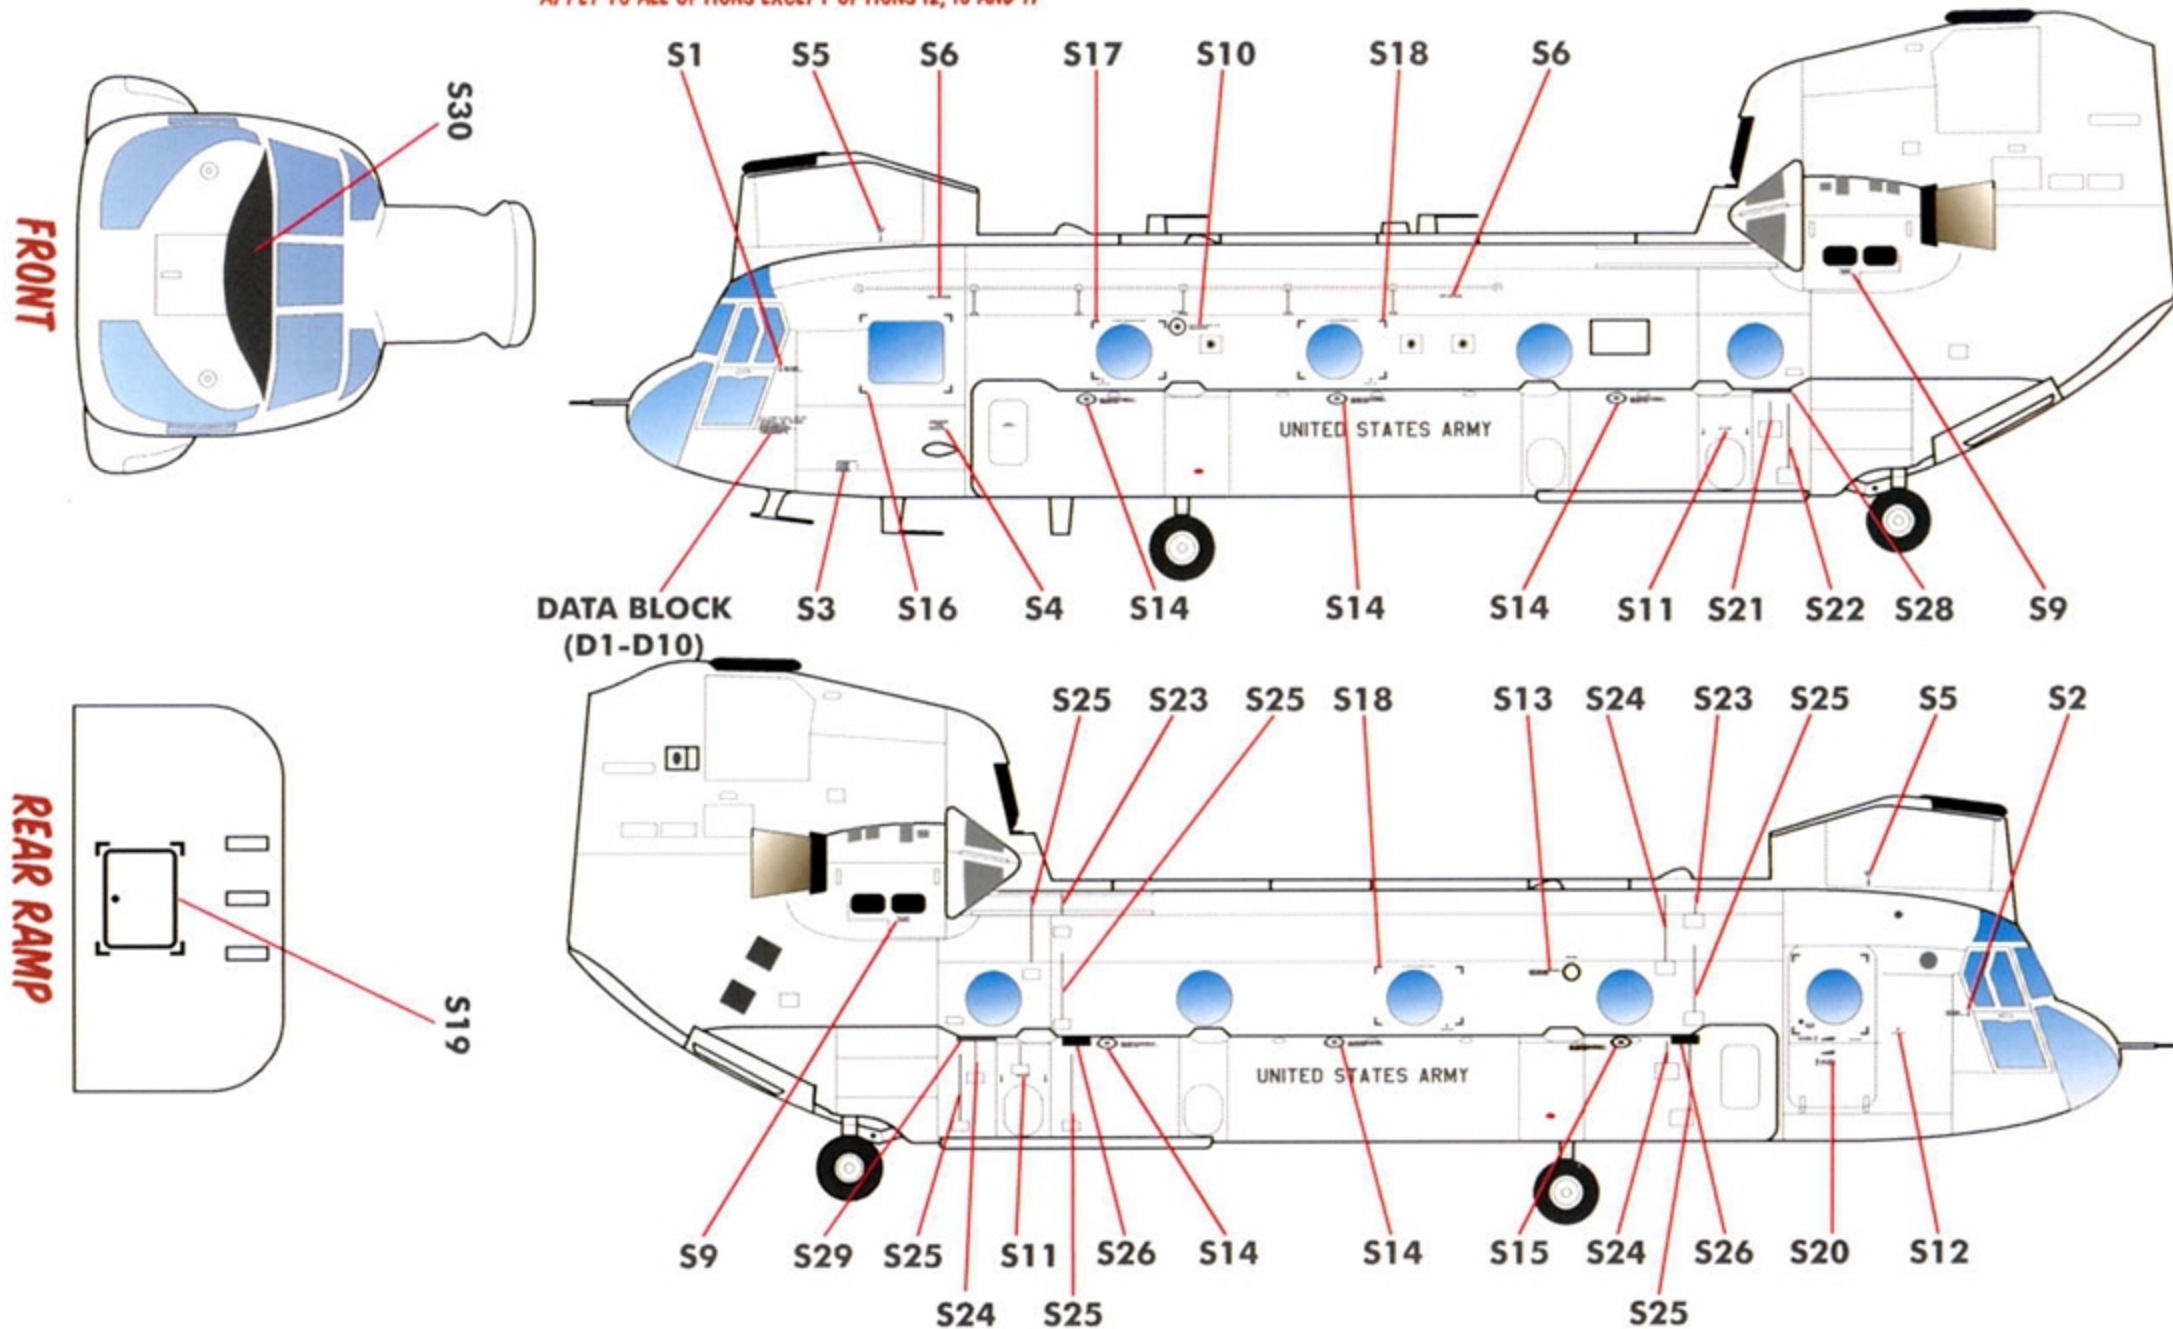 S1 S5 S6 S17 S10 S18 S6
S30
FRONT
UNITED STATES ARMY
DATA BLOCK
(D1-D10)
S3 S16 S4 S14 S14 S14 S11 S21 S22 S28 S9
S25 S23 S25 S18 S13 S24 S23 S25 S5 S2
REAR RAMP
S19
UNITED STATES ARMY
S9 S29 S25 S11 S26 S14 S14 S15 S24 S26 S20 S12
S24 S25 S25